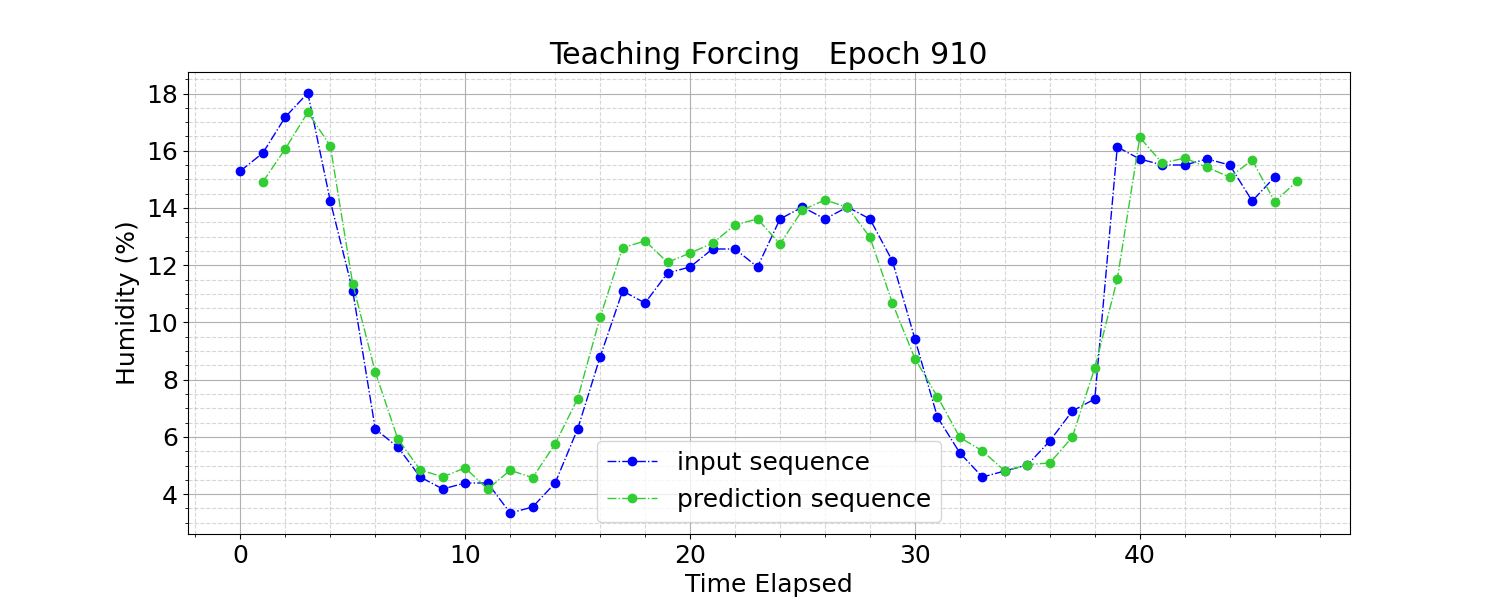 Teaching Forcing   Epoch 910
Humidity (%)
18
16
14
12
10
8
6
4
input sequence
prediction sequence
0 10 20 30 40
Time Elapsed